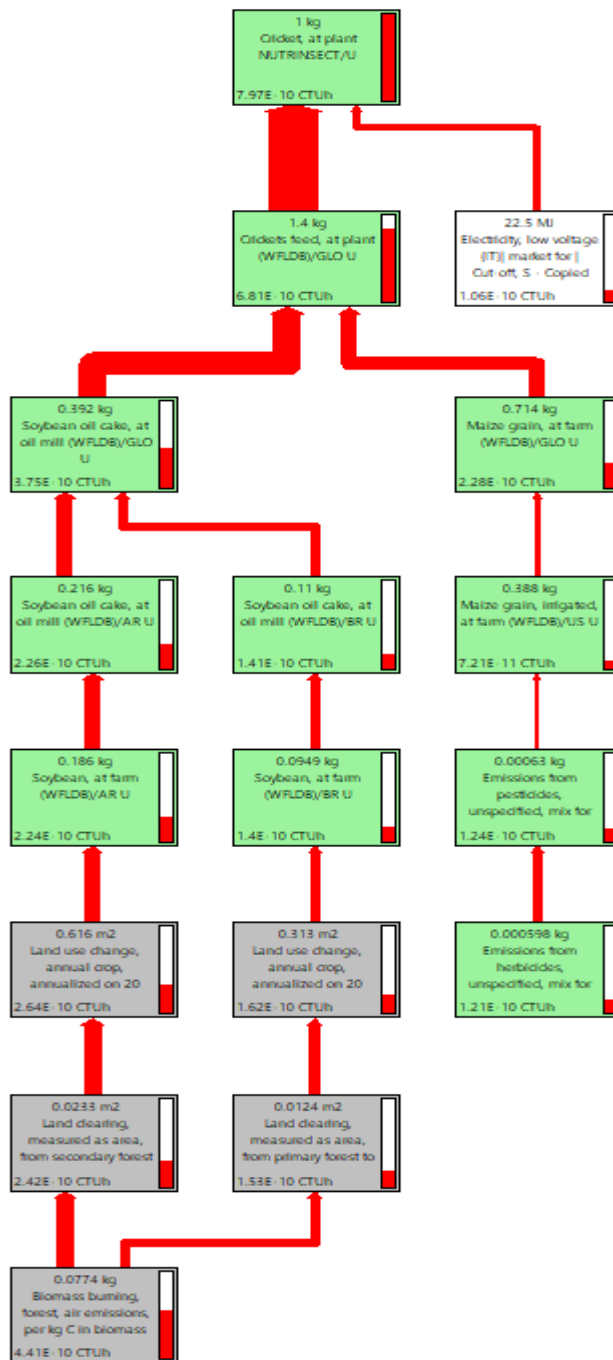 1 kg
Cricket, at plant
NUTRINSECT/U
7.97E-10 CTUh
1.4 kg
Crickets feed, at plant
(WFLDB)/GLO U
6.81E-10 CTUh
22.5 MJ
Electricity, low voltage
{IT}| market for |
Cut-off, S - Copied
1.06E-10 CTUh
0.392 kg
Soybean oil cake, at
oil mill (WFLDB)/GLO
U
3.75E-10 CTUh
0.714 kg
Maize grain, at farm
(WFLDB)/GLO U
2.28E-10 CTUh
0.216 kg
Soybean oil cake, at
oil mill (WFLDB)/AR U
2.26E-10 CTUh
0.11 kg
Soybean oil cake, at
oil mill (WFLDB)/BR U
1.41E-10 CTUh
0.388 kg
Maize grain, irrigated,
at farm (WFLDB)/US U
7.21E-11 CTUh
0.186 kg
Soybean, at farm
(WFLDB)/AR U
2.24E-10 CTUh
0.0949 kg
Soybean, at farm
(WFLDB)/BR U
1.4E-10 CTUh
0.00063 kg
Emissions from
pesticides,
unspecified, mix for
1.24E-10 CTUh
0.616 m2
Land use change,
annual crop,
annualized on 20
2.64E-10 CTUh
0.313 m2
Land use change,
annual crop,
annualized on 20
1.62E-10 CTUh
0.000598 kg
Emissions from
herbicides,
unspecified, mix for
1.21E-10 CTUh
0.0233 m2
Land clearing,
measured as area,
from secondary forest
2.42E-10 CTUh
0.0124 m2
Land clearing,
measured as area,
from primary forest to
1.53E-10 CTUh
0.0774 kg
Biomass burning,
forest, air emissions,
per kg C in biomass
4.41E-10 CTUh